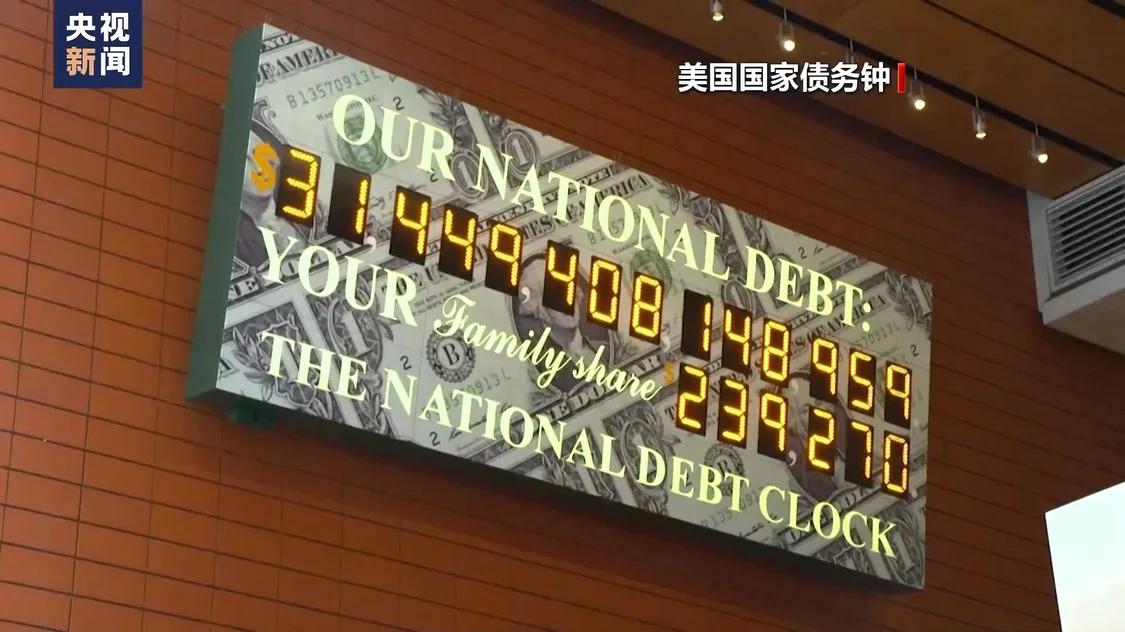 央视
新闻
美国国家债务钟
OUR NATIONAL DEBT:
$31,449,408,148,959
YOUR Family share $239,270
THE NATIONAL DEBT CLOCK
B13570913L